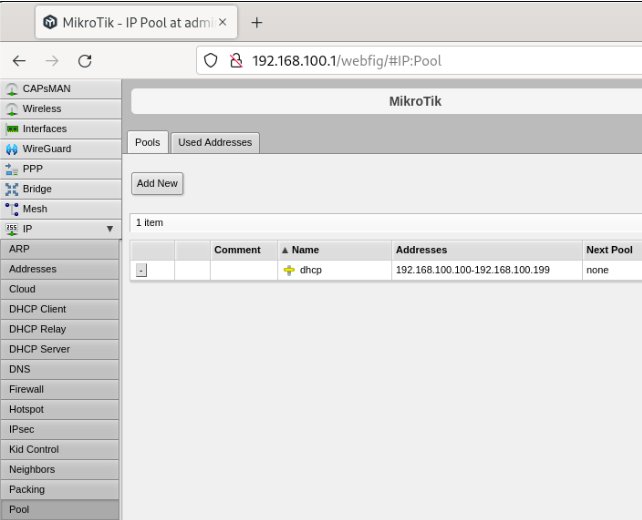 MikroTik - IP Pool at admi
192.168.100.1/webfig/#IP:Pool
CAPsMAN
Wireless
Interfaces
WireGuard
PPP
Bridge
Mesh
IP
ARP
Addresses
Cloud
DHCP Client
DHCP Relay
DHCP Server
DNS
Firewall
Hotspot
IPsec
Kid Control
Neighbors
Packing
Pool
MikroTik
Pools Used Addresses
Add New
1 item
Comment ▲ Name Addresses Next Pool
- dhcp 192.168.100.100-192.168.100.199 none